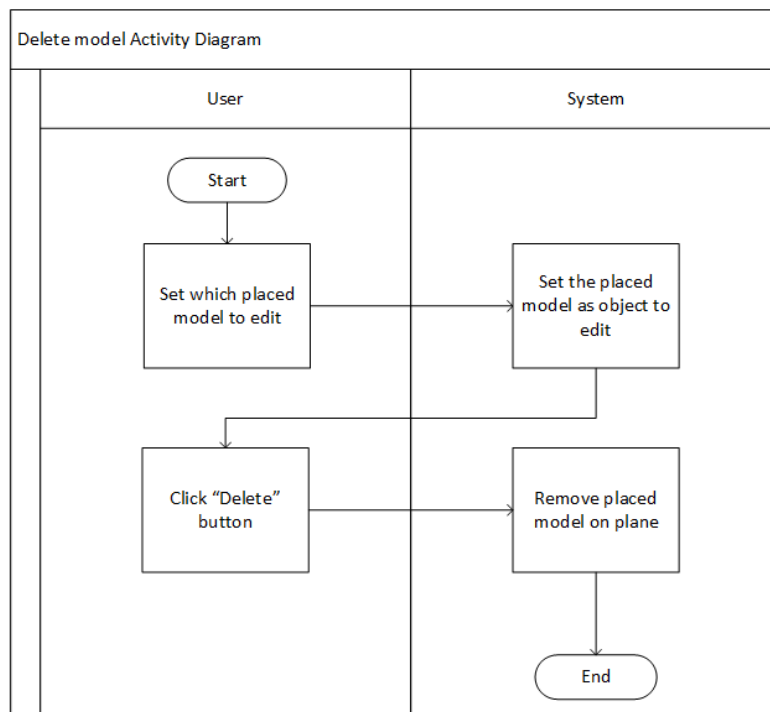 Delete model Activity Diagram
User
System
Start
Set which placed
model to edit
Set the placed
model as object to
edit
Click “Delete”
button
Remove placed
model on plane
End